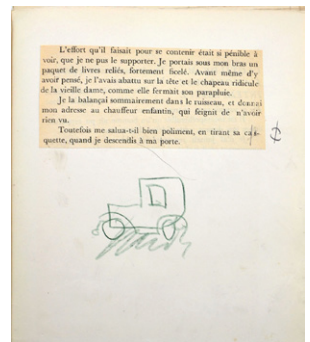 L'effort qu'il faisait pour se contenir était si pénible à
voir, que je ne pus le supporter. Je portais sous mon bras un
paquet de livres reliés, fortement ficelé. Avant même d'y
avoir pensé, je l'avais abattu sur la tête et le chapeau ridicule
de la vieille dame, comme elle fermait son parapluie.
Je la balançai sommairement dans le ruisseau, et donnai
mon adresse au chauffeur enfantin, qui feignit de n'avoir
rien vu.
Toutefois me salua-t-il bien poliment, en tirant sa cas-
quette, quand je descendis à ma porte.